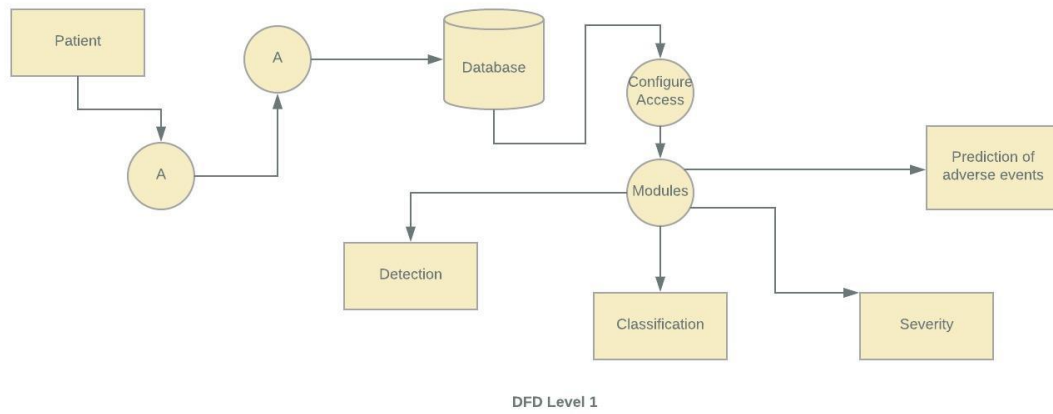 Patient
A
A
Database
Configure
Access
Modules
Prediction of
adverse events
Detection
Classification
Severity
DFD Level 1